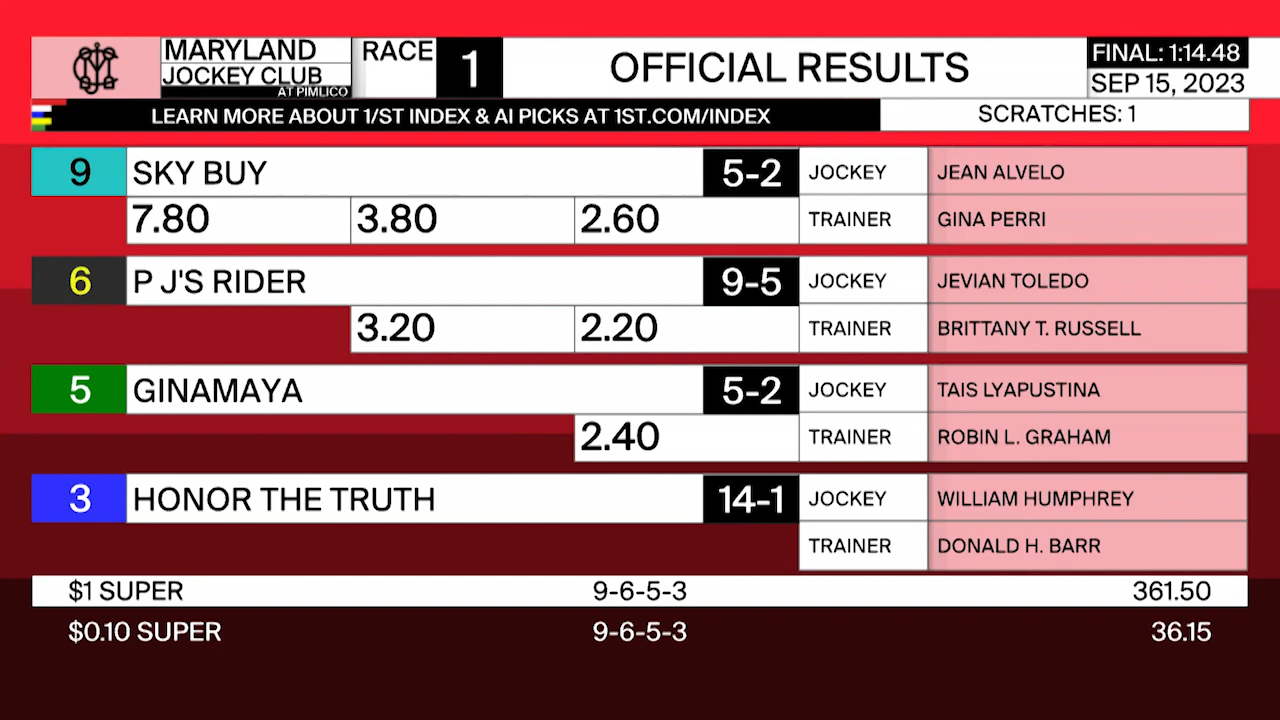 MARYLAND
JOCKEY CLUB
AT PIMLICO
RACE 1
OFFICIAL RESULTS
FINAL: 1:14.48
SEP 15, 2023
LEARN MORE ABOUT 1/ST INDEX & AI PICKS AT 1ST.COM/INDEX
SCRATCHES: 1
9 SKY BUY 5-2 JOCKEY JEAN ALVELO
7.80 3.80 2.60 TRAINER GINA PERRI
6 P J'S RIDER 9-5 JOCKEY JEVIAN TOLEDO
3.20 2.20 TRAINER BRITTANY T. RUSSELL
5 GINAMAYA 5-2 JOCKEY TAIS LYAPUSTINA
2.40 TRAINER ROBIN L. GRAHAM
3 HONOR THE TRUTH 14-1 JOCKEY WILLIAM HUMPHREY
TRAINER DONALD H. BARR
$1 SUPER 9-6-5-3 361.50
$0.10 SUPER 9-6-5-3 36.15